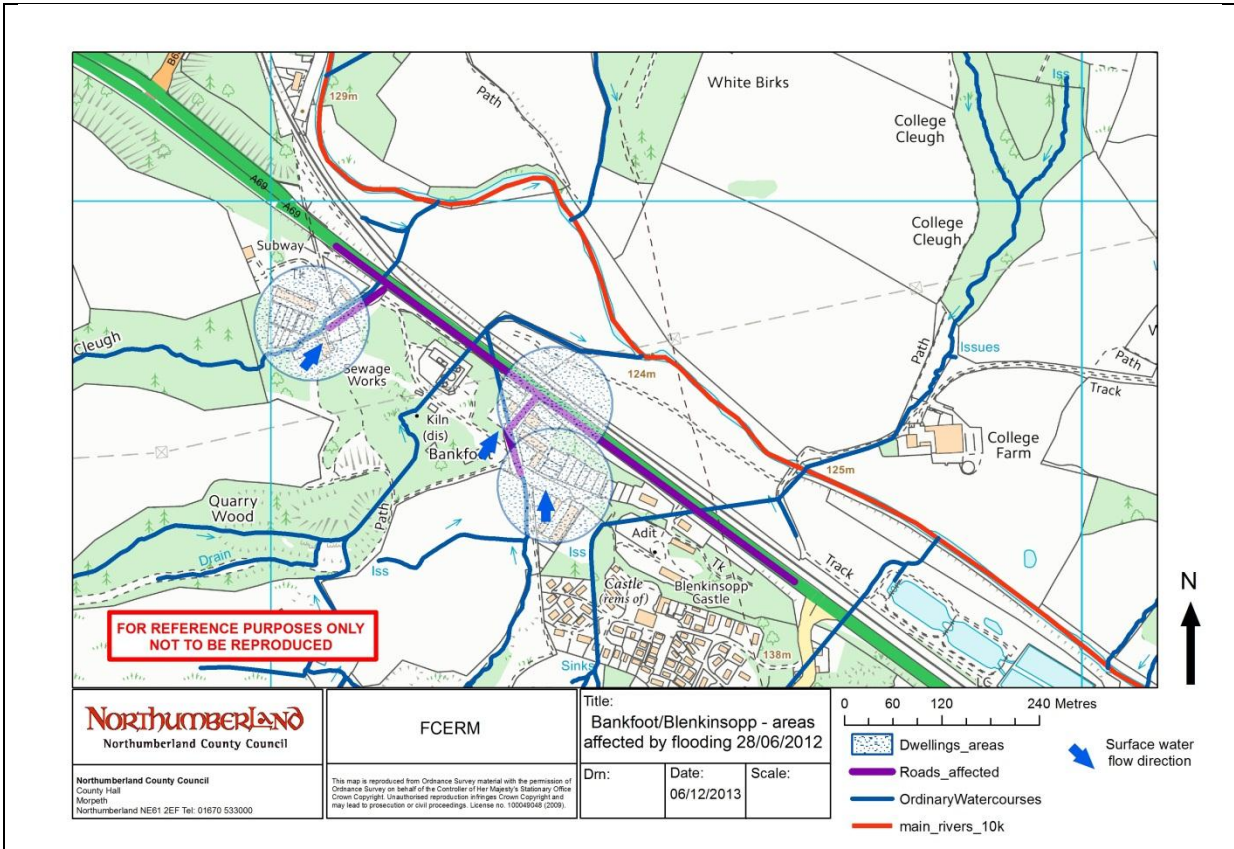 B6
129m
Path
White Birks
Iss
College
Cleugh
A69
A69
College
Cleugh
Subway
Cleugh
Sewage
Works
Kiln
(dis)
Bankfoo
124m
Path
Issues
Path
Track
College
Farm
125m
Quarry
Wood
Path
Drain
Iss
Iss
Adit
Tk
Track
Castle
(rems of)
Blenkinsopp
Castle
138m
Sinks
FOR REFERENCE PURPOSES ONLY
NOT TO BE REPRODUCED
N
NORTHUMBERLAND
Northumberland County Council
Northumberland County Council
County Hall
Morpeth
Northumberland NE61 2EF Tel: 01670 533000
FCERM
This map is reproduced from Ordnance Survey material with the permission of
Ordnance Survey on behalf of the Controller of Her Majesty's Stationary Office
Crown Copyright. Unauthorised reproduction infringes Crown Copyright and
may lead to prosecution or civil proceedings. License no. 100049048 (2009).
Title:
Bankfoot/Blenkinsopp - areas
affected by flooding 28/06/2012
Drn:
Date:
06/12/2013
Scale:
0 60 120 240 Metres
Dwellings_areas
Roads_affected
OrdinaryWatercourses
main_rivers_10k
Surface water
flow direction